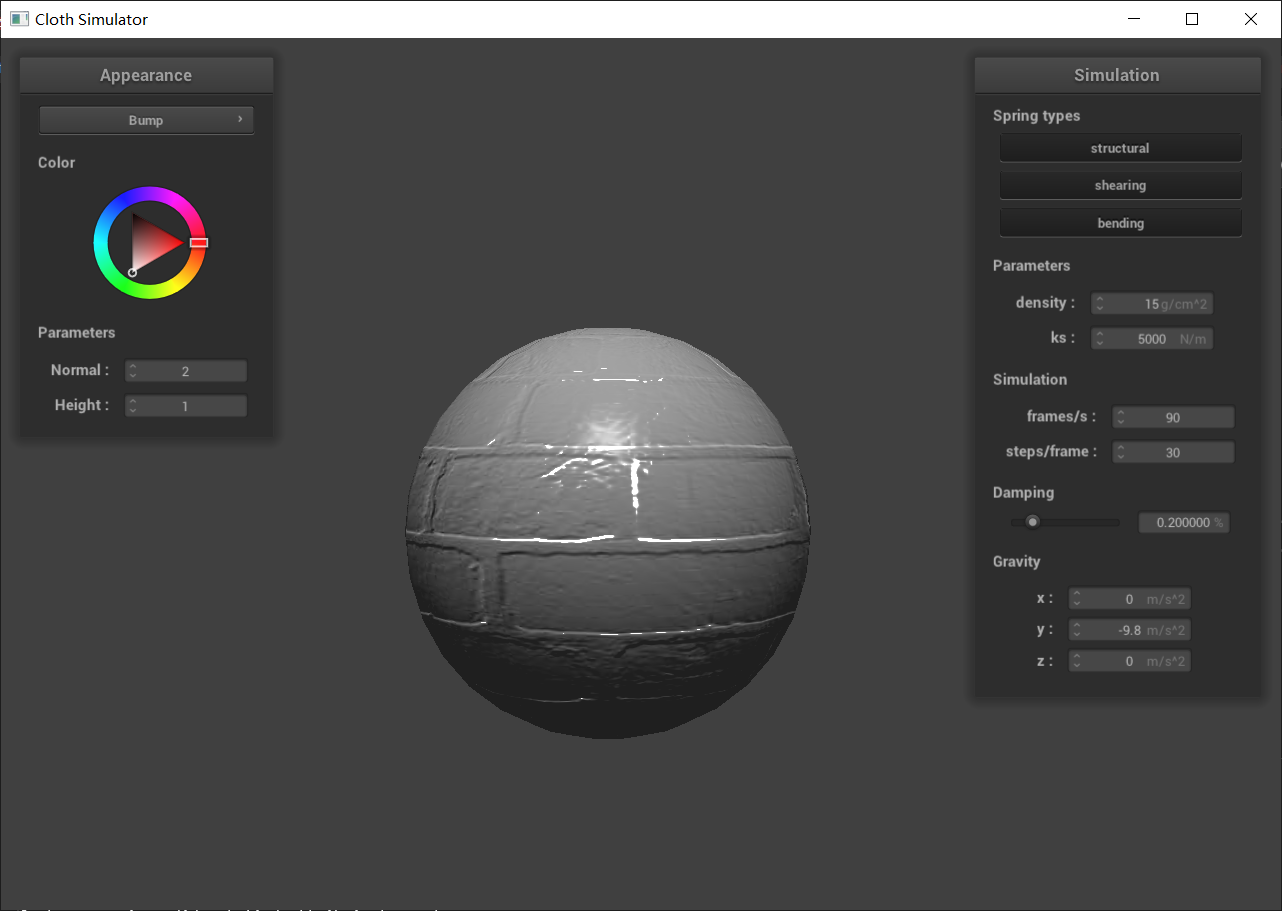 Cloth Simulator
Appearance
Bump
Color
Parameters
Normal : 2
Height : 1
Simulation
Spring types
structural
shearing
bending
Parameters
density : 15 g/cm^2
ks : 5000 N/m
Simulation
frames/s : 90
steps/frame : 30
Damping
0.200000 %
Gravity
x : 0 m/s^2
y : -9.8 m/s^2
z : 0 m/s^2